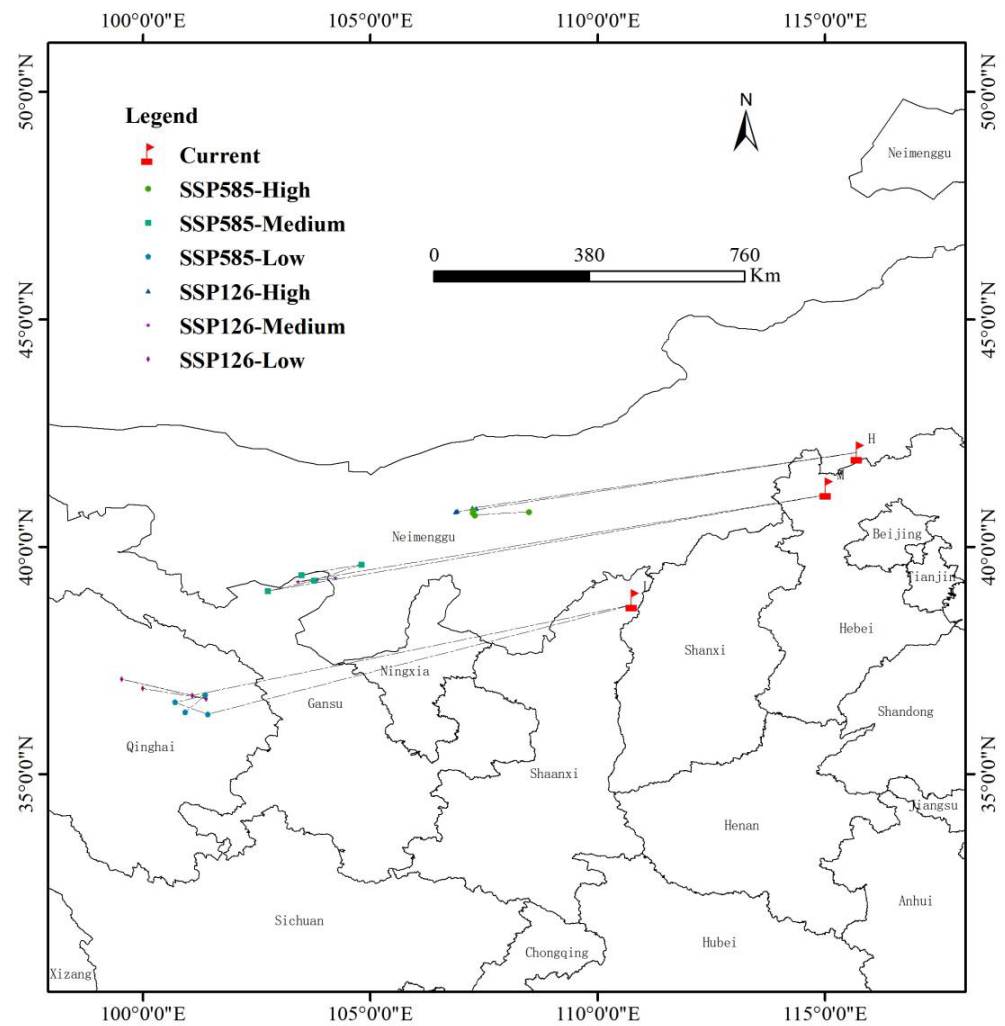 100°0'0"E 105°0'0"E 110°0'0"E 115°0'0"E
50°0'0"N
50°0'0"N
N
Legend
Current
SSP585-High
SSP585-Medium
SSP585-Low
SSP126-High
SSP126-Medium
SSP126-Low
Neimenggu
0 380 760
Km
45°0'0"N
45°0'0"N
H
M
Neimenggu
Beijing
40°0'0"N
40°0'0"N
Tianjin
L
Hebei
Shanxi
Ningxia
Gansu
Shandong
Qinghai
Shaanxi
35°0'0"N
35°0'0"N
Jiangsu
Henan
Anhui
Sichuan
Hubei
Chongqing
Xizang
100°0'0"E 105°0'0"E 110°0'0"E 115°0'0"E